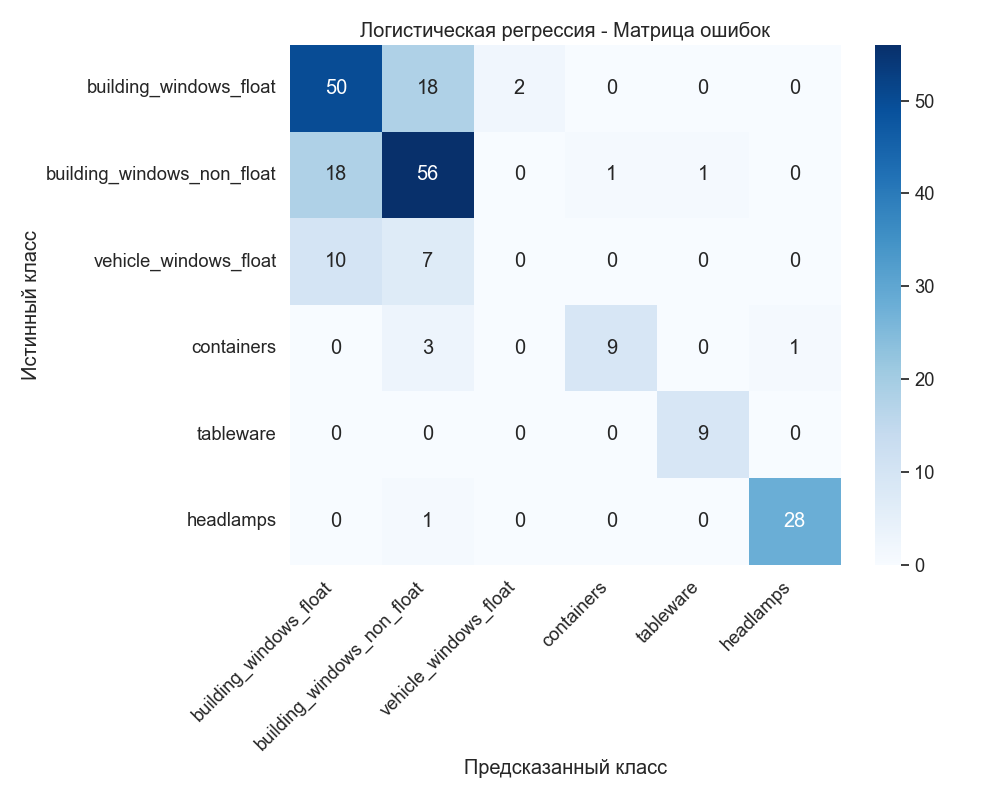 Логистическая регрессия - Матрица ошибок
Истинный класс
building_windows_float 50 18 2 0 0 0
building_windows_non_float 18 56 0 1 1 0
vehicle_windows_float 10 7 0 0 0 0
containers 0 3 0 9 0 1
tableware 0 0 0 0 9 0
headlamps 0 1 0 0 0 28
building_windows_float
building_windows_non_float
vehicle_windows_float
containers
tableware
headlamps
Предсказанный класс
50
40
30
20
10
0